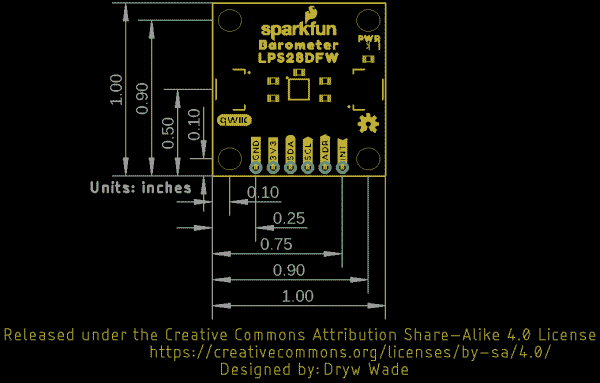 sparkfun
Barometer
LPS28DFW
PWR
1.00
0.90
0.50
0.10
qwiic
GND
3V3
SDA
SCL
ADR
INT
Units: inches
0.10
0.25
0.75
0.90
1.00
Released under the Creative Commons Attribution Share-Alike 4.0 License
https://creativecommons.org/licenses/by-sa/4.0/
Designed by: Dryw Wade